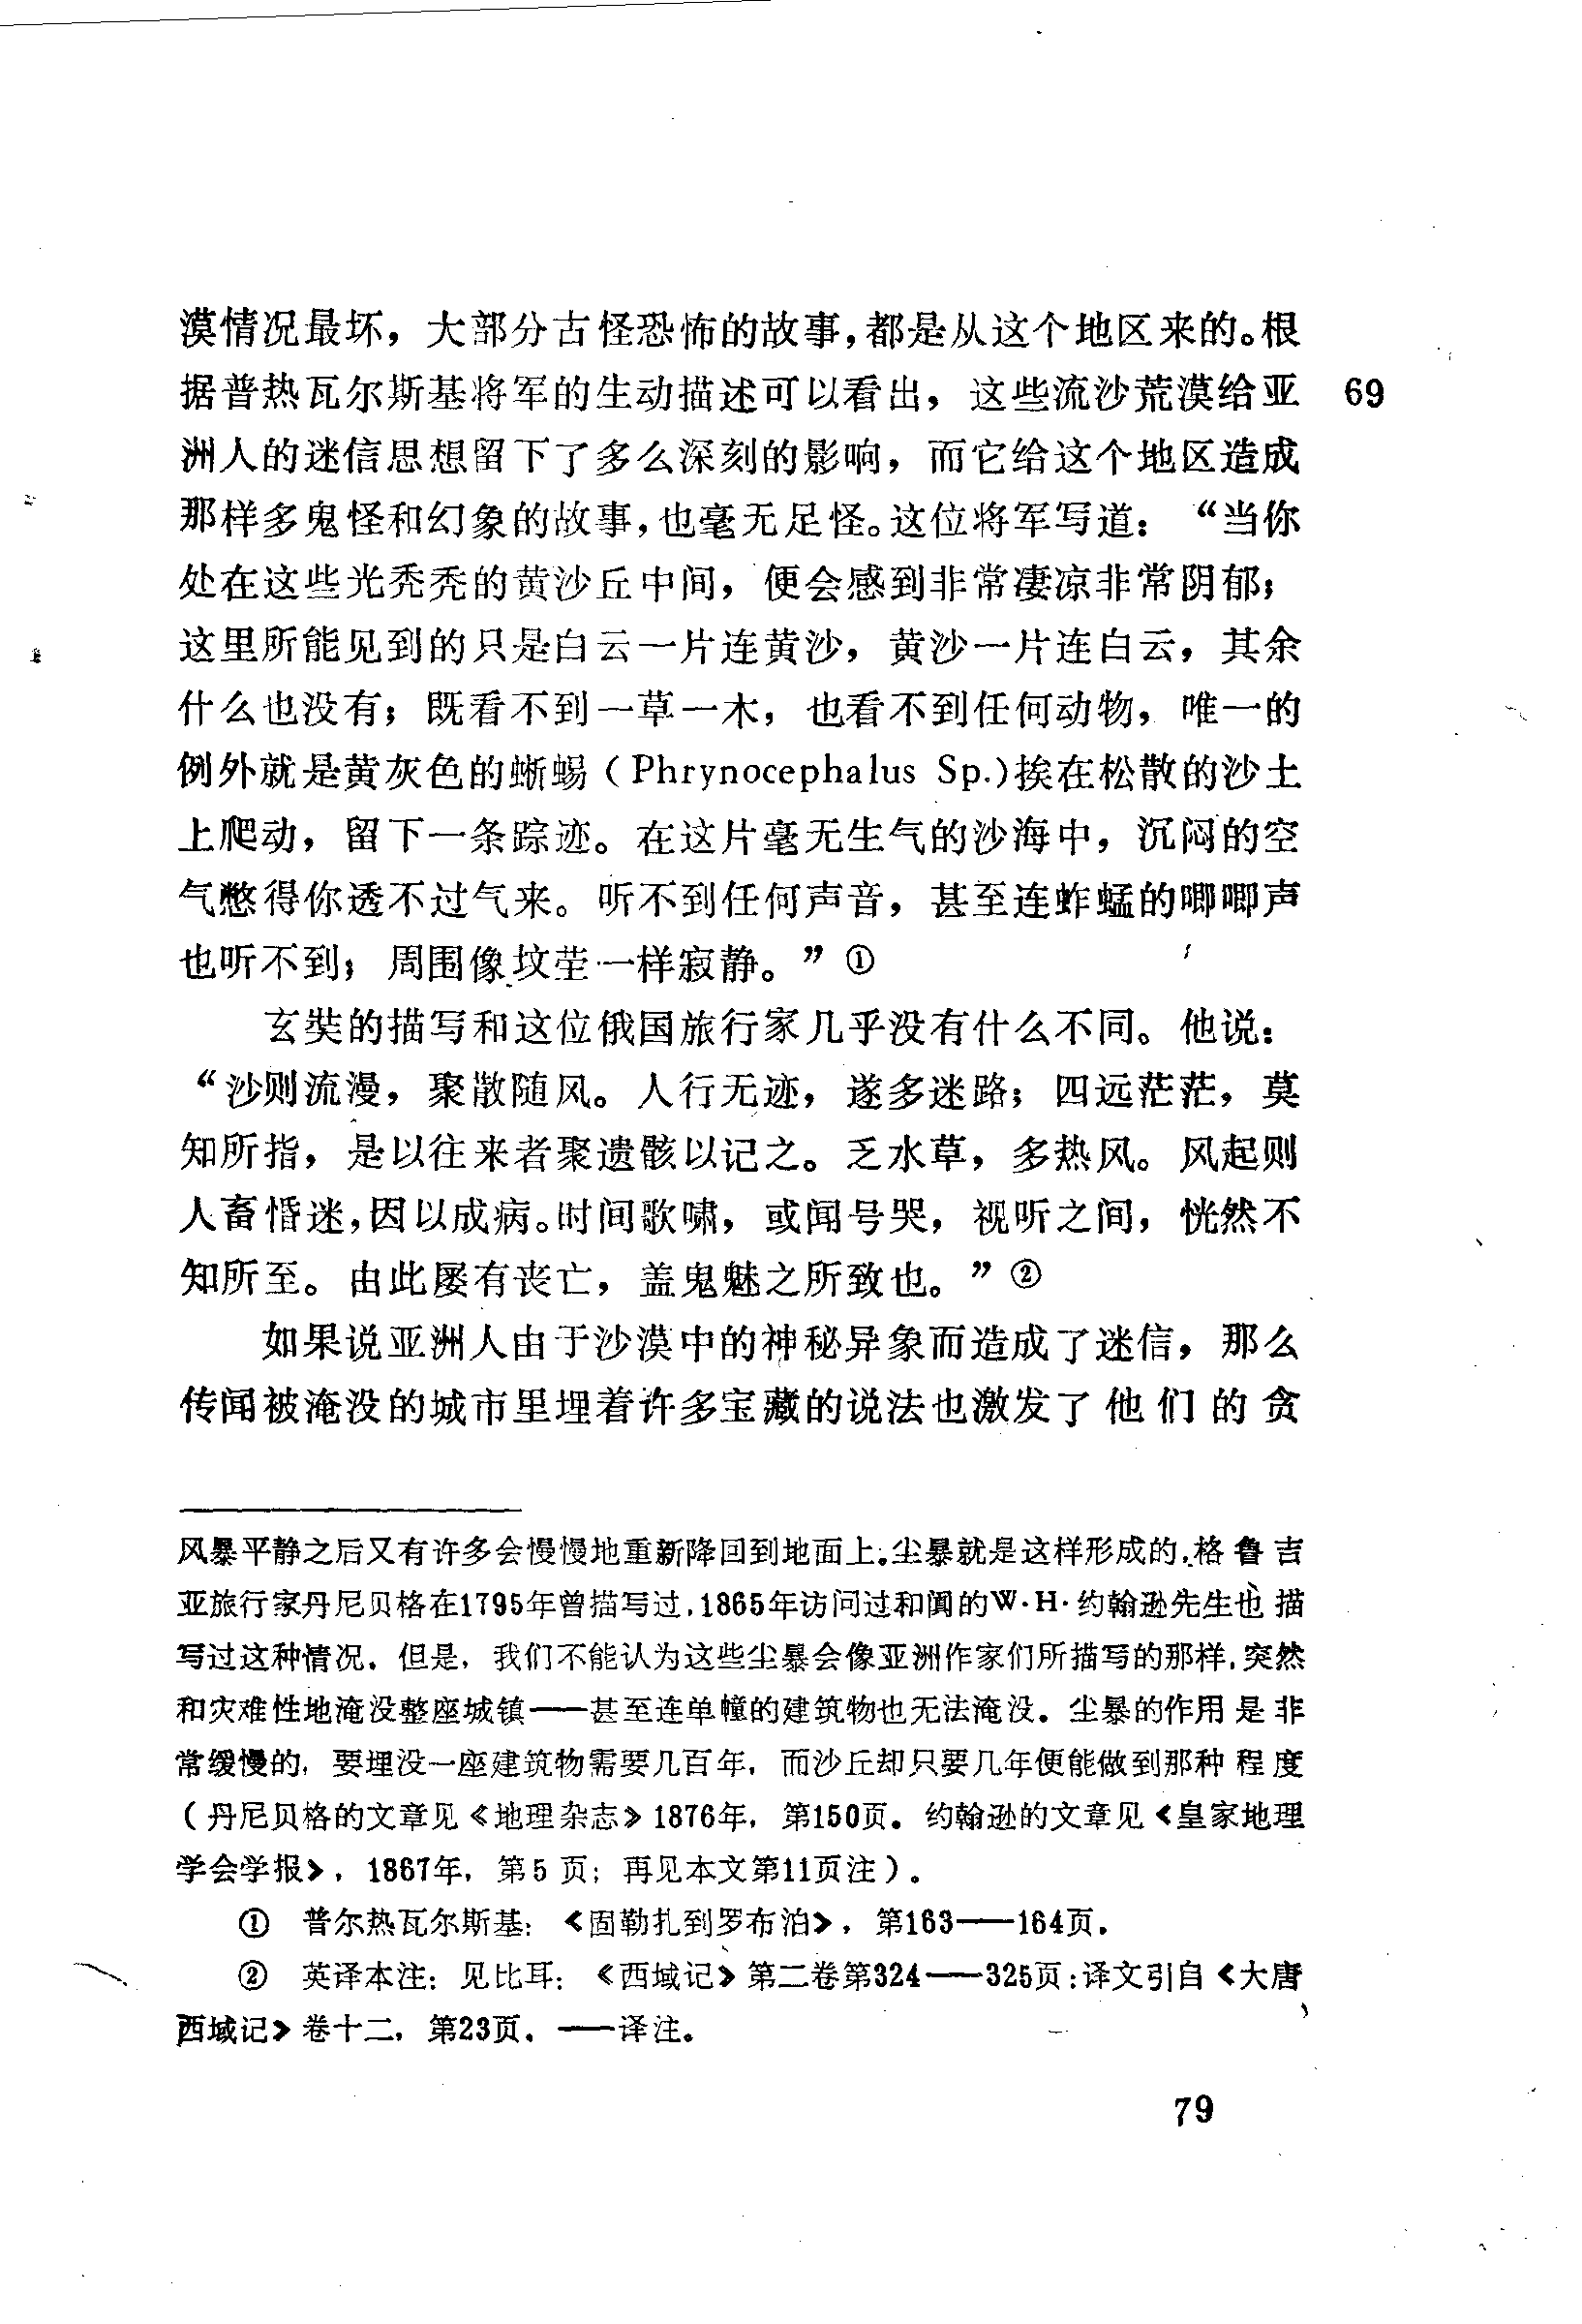 漠情况最坏，大部分古怪恐怖的故事，都是从这个地区来的。根
据普热瓦尔斯基将军的生动描述可以看出，这些流沙荒漠给亚 69
洲人的迷信思想留下了多么深刻的影响，而它给这个地区造成
那样多鬼怪和幻象的故事，也毫无足怪。这位将军写道：“当你
处在这些光秃秃的黄沙丘中间，便会感到非常凄凉非常阴郁；
这里所能见到的只是白云一片连黄沙，黄沙一片连白云，其余
什么也没有；既看不到一草一木，也看不到任何动物，唯一的
例外就是黄灰色的蜥蜴（Phrynocephalus Sp.）挨在松散的沙土
上爬动，留下一条踪迹。在这片毫无生气的沙海中，沉闷的空
气憋得你透不过气来。听不到任何声音，甚至连蚱蜢的唧唧声
也听不到；周围像坟茔一样寂静。”①
玄奘的描写和这位俄国旅行家几乎没有什么不同。他说：
“沙则流漫，聚散随风。人行无迹，遂多迷路；四远茫茫，莫
知所指，是以往来者聚遗骸以记之。乏水草，多热风。风起则
人畜惛迷，因以成病。时间歌啸，或闻号哭，视听之间，恍然不
知所至。由此屡有丧亡，盖鬼魅之所致也。”②
如果说亚洲人由于沙漠中的神秘异象而造成了迷信，那么
传闻被淹没的城市里埋着许多宝藏的说法也激发了他们的贪
风暴平静之后又有许多会慢慢地重新降回到地面上。尘暴就是这样形成的。格鲁吉
亚旅行家丹尼贝格在1795年曾描写过，1865年访问过和阗的W·H·约翰逊先生也描
写过这种情况。但是，我们不能认为这些尘暴会像亚洲作家们所描写的那样，突然
和灾难性地淹没整座城镇——甚至连单幢的建筑物也无法淹没。尘暴的作用是非
常缓慢的，要埋没一座建筑物需要几百年，而沙丘却只要几年便能做到那种程度
（丹尼贝格的文章见《地理杂志》1876年，第150页。约翰逊的文章见《皇家地理
学会学报》，1867年，第5页；再见本文第11页注）。
① 普尔热瓦尔斯基：《固勒扎到罗布泊》，第163——164页。
② 英译本注：见比耳：《西域记》第二卷第324——325页；译文引自《大唐
西域记》卷十二，第23页。——译注。
79